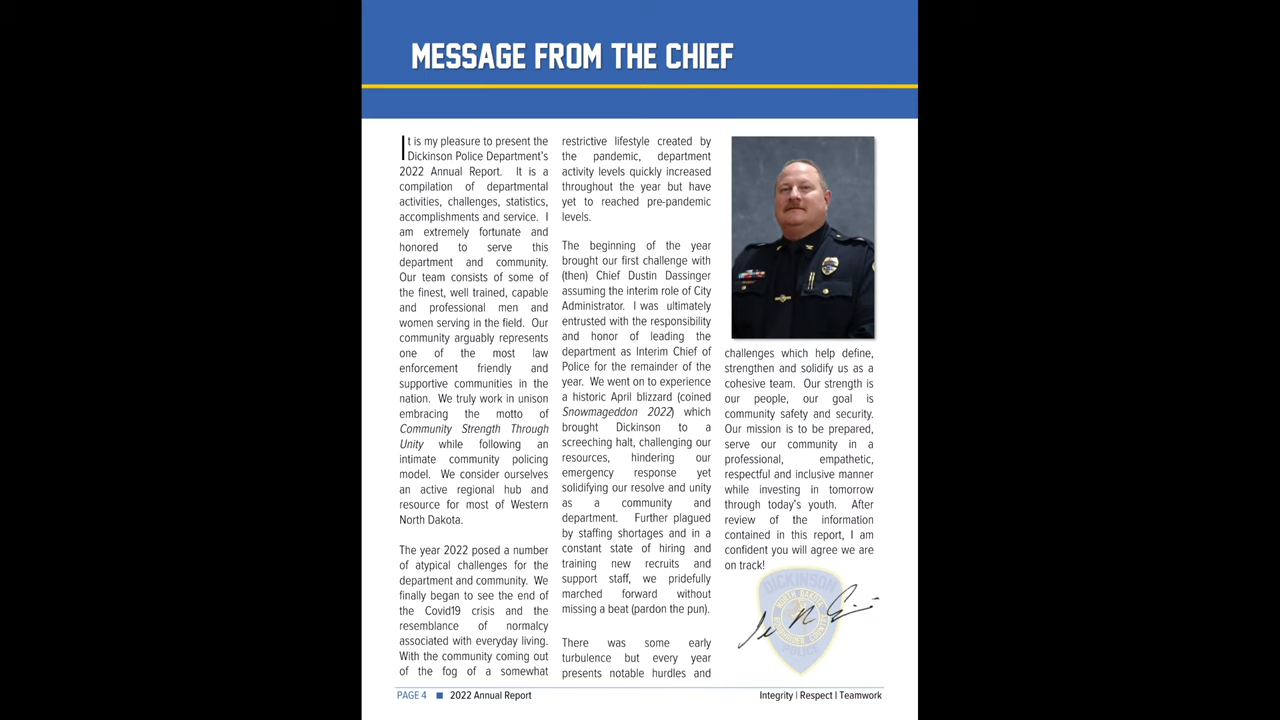 MESSAGE FROM THE CHIEF
It is my pleasure to present the
Dickinson Police Department's
2022 Annual Report. It is a
compilation of departmental
activities, challenges, statistics,
accomplishments and service. I
am extremely fortunate and
honored to serve this
department and community.
Our team consists of some of
the finest, well trained, capable
and professional men and
women serving in the field. Our
community arguably represents
one of the most law
enforcement friendly and
supportive communities in the
nation. We truly work in unison
embracing the motto of
Community Strength Through
Unity while following an
intimate community policing
model. We consider ourselves
an active regional hub and
resource for most of Western
North Dakota.
The year 2022 posed a number
of atypical challenges for the
department and community. We
finally began to see the end of
the Covid19 crisis and the
resemblance of normalcy
associated with everyday living.
With the community coming out
of the fog of a somewhat
restrictive lifestyle created by
the pandemic, department
activity levels quickly increased
throughout the year but have
yet to reached pre-pandemic
levels.
The beginning of the year
brought our first challenge with
(then) Chief Dustin Dassinger
assuming the interim role of City
Administrator. I was ultimately
entrusted with the responsibility
and honor of leading the
department as Interim Chief of
Police for the remainder of the
year. We went on to experience
a historic April blizzard (coined
Snowmageddon 2022) which
brought Dickinson to a
screeching halt, challenging our
resources, hindering our
emergency response yet
solidifying our resolve and unity
as a community and
department. Further plagued
by staffing shortages and in a
constant state of hiring and
training new recruits and
support staff, we pridefully
marched forward without
missing a beat (pardon the pun).
There was some early
turbulence but every year
presents notable hurdles and
challenges which help define,
strengthen and solidify us as a
cohesive team. Our strength is
our people, our goal is
community safety and security.
Our mission is to be prepared,
serve our community in a
professional, empathetic,
respectful and inclusive manner
while investing in tomorrow
through today's youth. After
review of the information
contained in this report, I am
confident you will agree we are
on track!
DICKINSON
NORTH DAKOTA
POLICE
PAGE 4 2022 Annual Report
Integrity | Respect | Teamwork